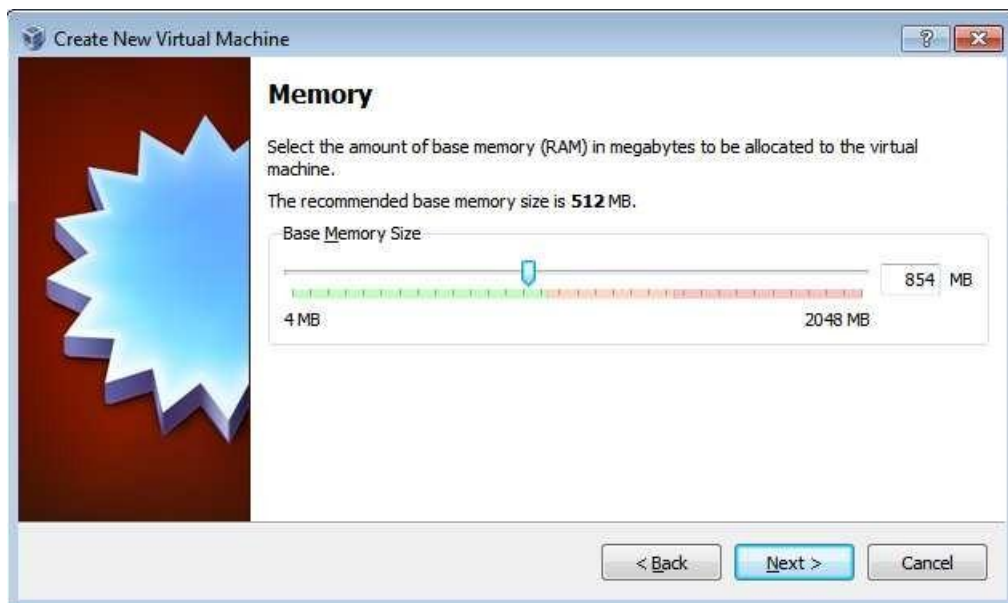 Create New Virtual Machine
Memory
Select the amount of base memory (RAM) in megabytes to be allocated to the virtual
machine.
The recommended base memory size is 512 MB.
Base Memory Size
854 MB
4 MB 2048 MB
< Back Next > Cancel